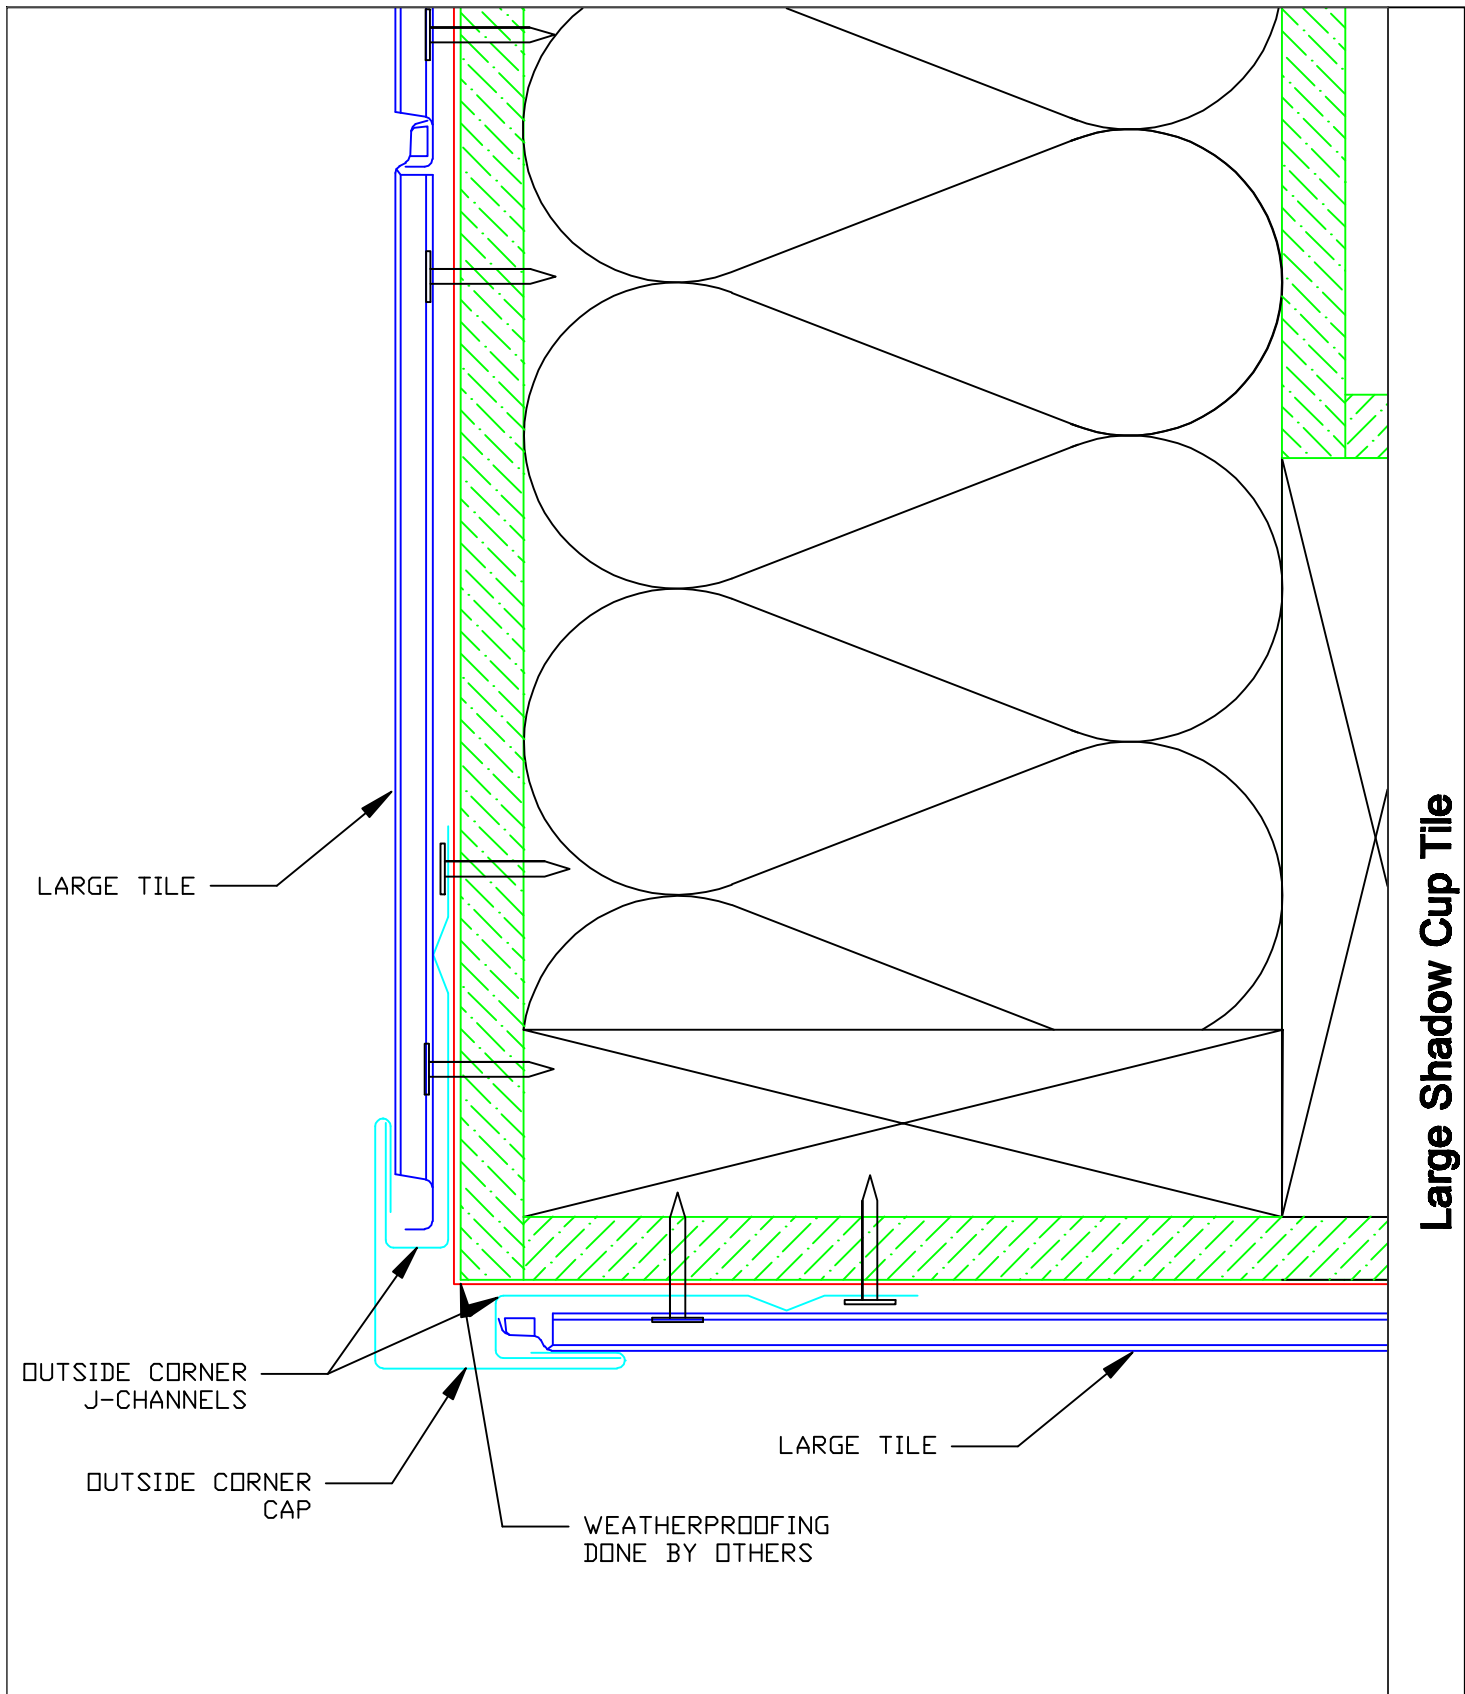 LARGE TILE
OUTSIDE CORNER
J-CHANNELS
OUTSIDE CORNER
CAP
LARGE TILE
WEATHERPROOFING
DONE BY OTHERS
Large Shadow Cup Tile